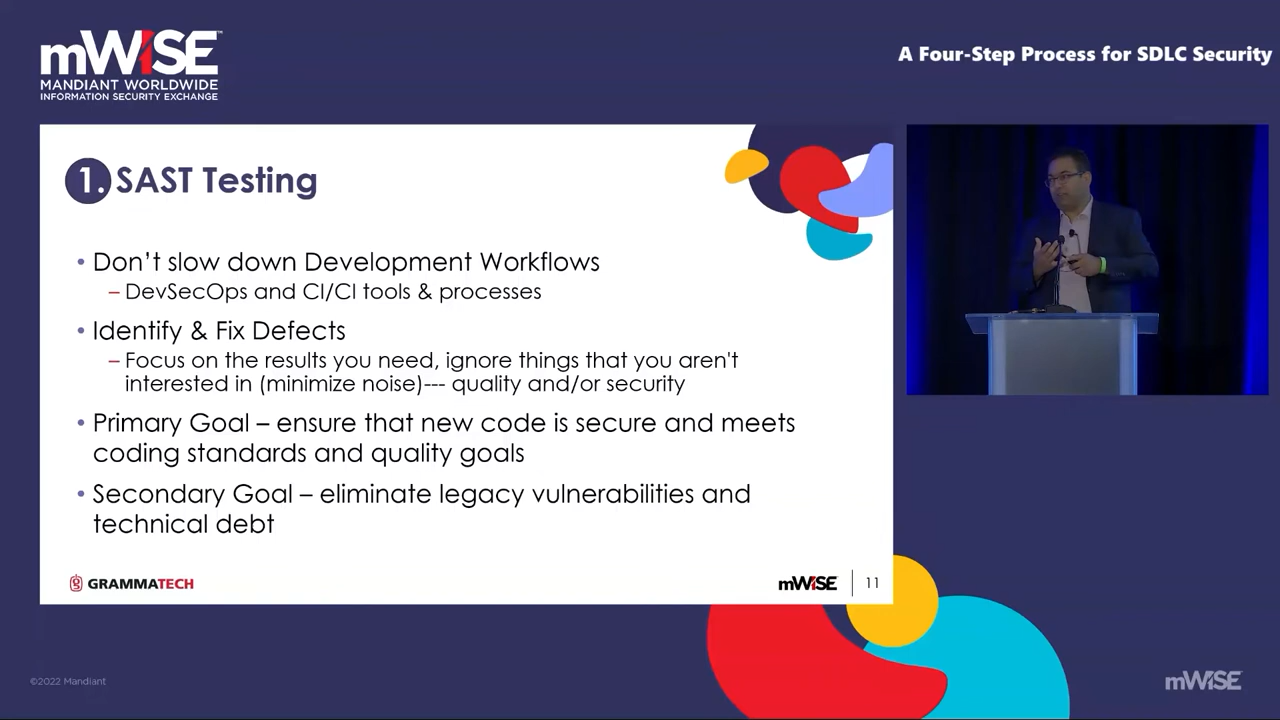 mWISE™
MANDIANT WORLDWIDE
INFORMATION SECURITY EXCHANGE
A Four-Step Process for SDLC Security
1. SAST Testing
• Don’t slow down Development Workflows
– DevSecOps and CI/CI tools & processes
• Identify & Fix Defects
– Focus on the results you need, ignore things that you aren't
interested in (minimize noise)--- quality and/or security
• Primary Goal – ensure that new code is secure and meets
coding standards and quality goals
• Secondary Goal – eliminate legacy vulnerabilities and
technical debt
GRAMMATECH
mWISE
11
©2022 Mandiant
mWISE